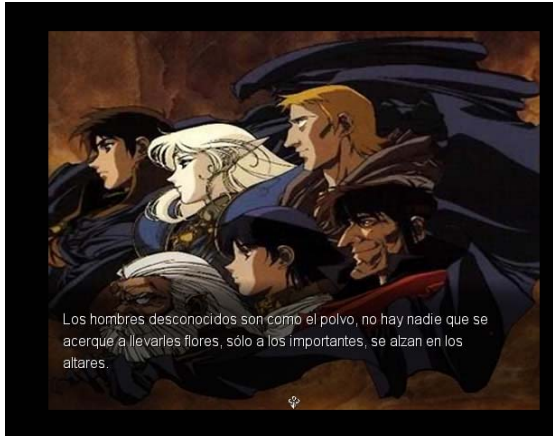 Los hombres desconocidos son como el polvo, no hay nadie que se
acerque a llevarles flores, sólo a los importantes, se alzan en los
altares.